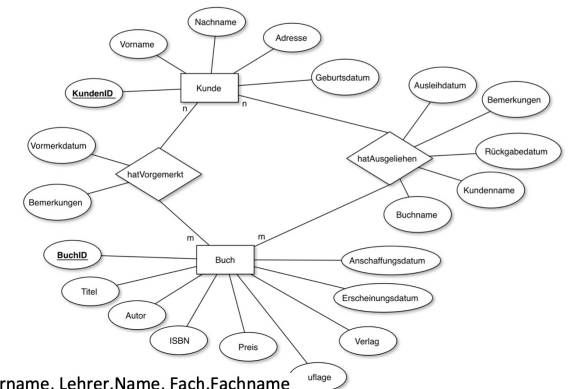 Nachname
Vorname
Adresse
KundenID
Kunde
Geburtsdatum
n
n
Ausleihdatum
Bemerkungen
Vormerkdatum
hatVorgemerkt
hatAusgeliehen
Rückgabedatum
Bemerkungen
Kundenname
Buchname
m
m
BuchID
Buch
Anschaffungsdatum
Titel
Erscheinungsdatum
Autor
ISBN
Preis
Verlag
uflage
rname, Lehrer.Name, Fach.Fachname